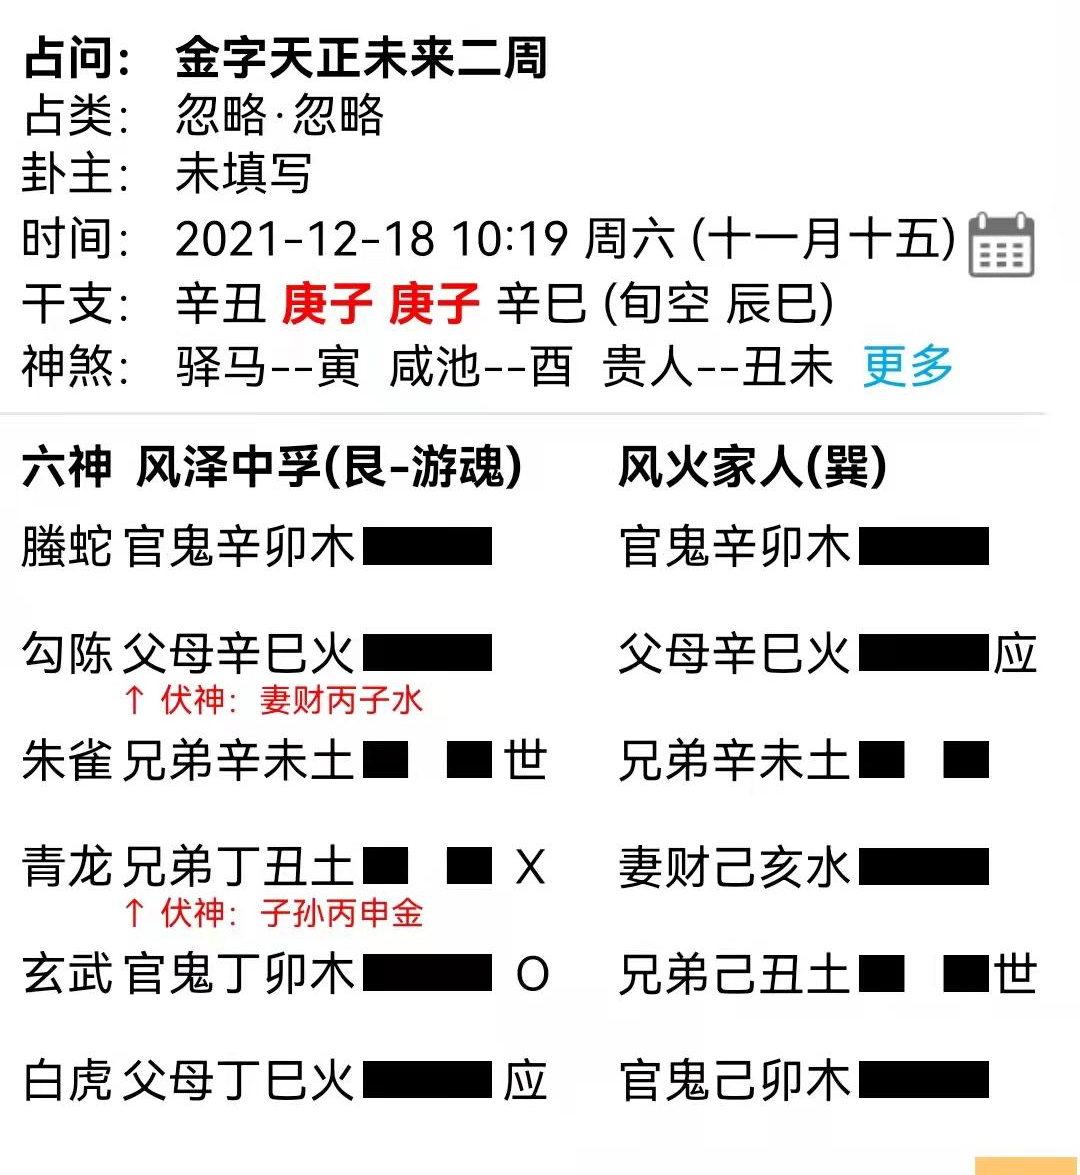 占问： 金字天正未来二周
占类： 忽略·忽略
卦主： 未填写
时间： 2021-12-18 10:19 周六 (十一月十五)
干支： 辛丑 庚子 庚子 辛巳 (旬空 辰巳)
神煞： 驿马--寅 咸池--酉 贵人--丑未 更多
六神 风泽中孚(艮-游魂) 风火家人(巽)
螣蛇 官鬼辛卯木 官鬼辛卯木
勾陈 父母辛巳火 父母辛巳火 应
↑ 伏神：妻财丙子水
朱雀 兄弟辛未土 世 兄弟辛未土
青龙 兄弟丁丑土 X 妻财己亥水
↑ 伏神：子孙丙申金
玄武 官鬼丁卯木 O 兄弟己丑土 世
白虎 父母丁巳火 应 官鬼己卯木